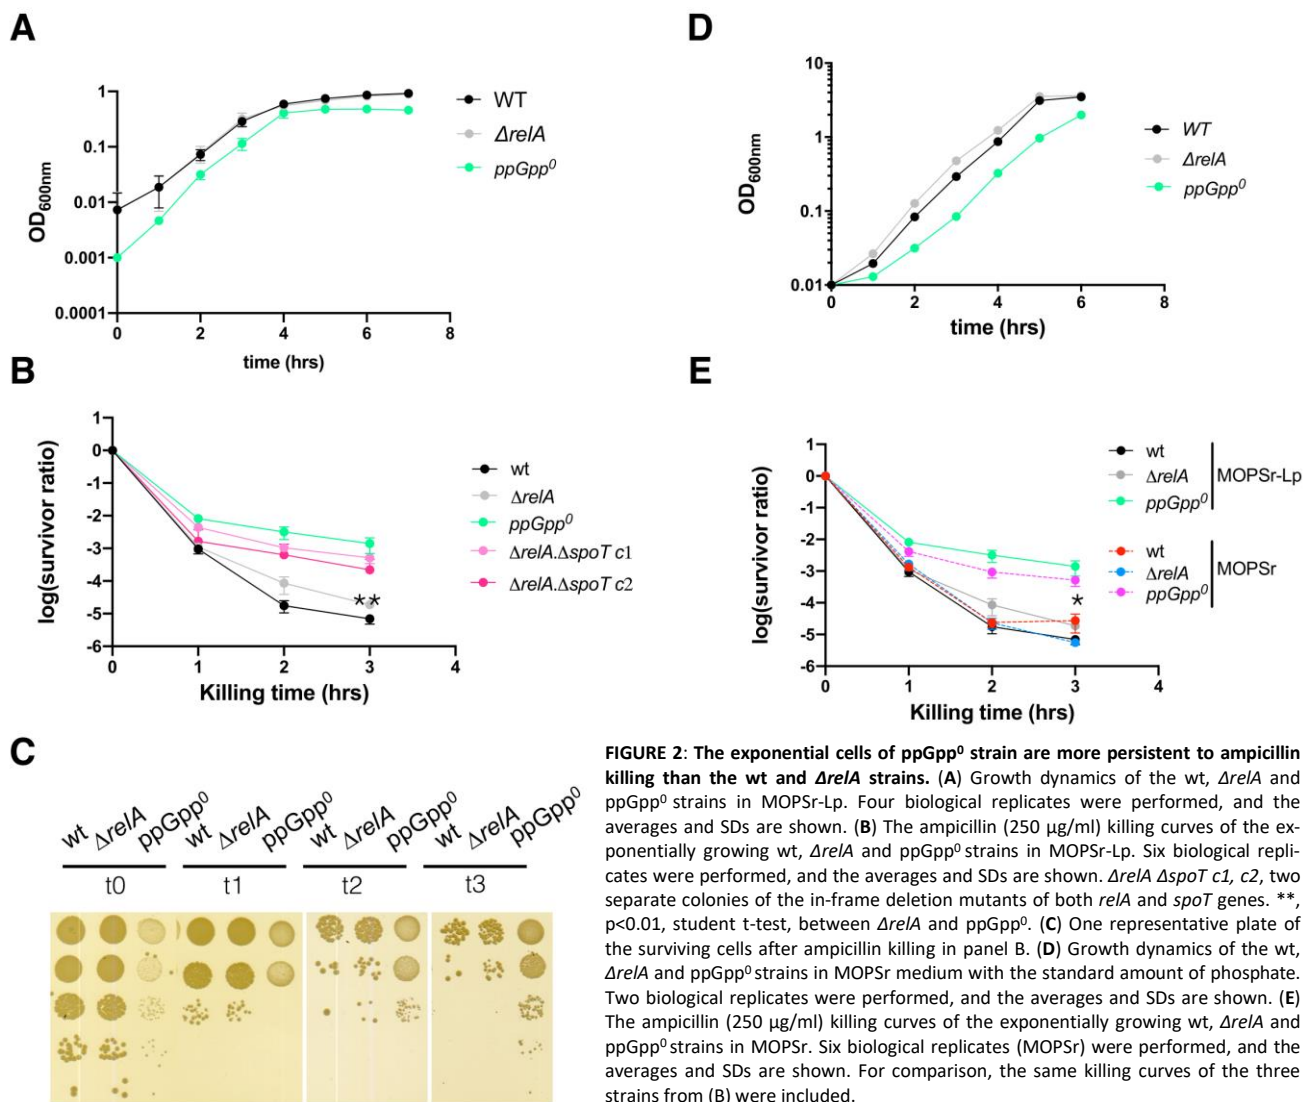 A
1
0.1
0.01
0.001
0.0001
OD600nm
0
2
4
6
8
time (hrs)
WT
ΔrelA
ppGpp⁰
D
10
1
0.1
0.01
OD600nm
0
2
4
6
8
time (hrs)
WT
ΔrelA
ppGpp⁰
B
1
0
-1
-2
-3
-4
-5
-6
log(survivor ratio)
**
0
1
2
3
4
Killing time (hrs)
wt
ΔrelA
ppGpp⁰
ΔrelA.ΔspoT c1
ΔrelA.ΔspoT c2
E
1
0
-1
-2
-3
-4
-5
-6
log(survivor ratio)
*
0
1
2
3
4
Killing time (hrs)
wt
ΔrelA
ppGpp⁰
MOPSr-Lp
wt
ΔrelA
ppGpp⁰
MOPSr
C
wt ΔrelA ppGpp⁰ wt ΔrelA ppGpp⁰ wt ΔrelA ppGpp⁰ wt ΔrelA ppGpp⁰
t0 t1 t2 t3
FIGURE 2: The exponential cells of ppGpp⁰ strain are more persistent to ampicillin
killing than the wt and ΔrelA strains. (A) Growth dynamics of the wt, ΔrelA and
ppGpp⁰ strains in MOPSr-Lp. Four biological replicates were performed, and the
averages and SDs are shown. (B) The ampicillin (250 µg/ml) killing curves of the ex-
ponentially growing wt, ΔrelA and ppGpp⁰ strains in MOPSr-Lp. Six biological repli-
cates were performed, and the averages and SDs are shown. ΔrelA ΔspoT c1, c2, two
separate colonies of the in-frame deletion mutants of both relA and spoT genes. **,
p<0.01, student t-test, between ΔrelA and ppGpp⁰. (C) One representative plate of
the surviving cells after ampicillin killing in panel B. (D) Growth dynamics of the wt,
ΔrelA and ppGpp⁰ strains in MOPSr medium with the standard amount of phosphate.
Two biological replicates were performed, and the averages and SDs are shown. (E)
The ampicillin (250 µg/ml) killing curves of the exponentially growing wt, ΔrelA and
ppGpp⁰ strains in MOPSr. Six biological replicates (MOPSr) were performed, and the
averages and SDs are shown. For comparison, the same killing curves of the three
strains from (B) were included.